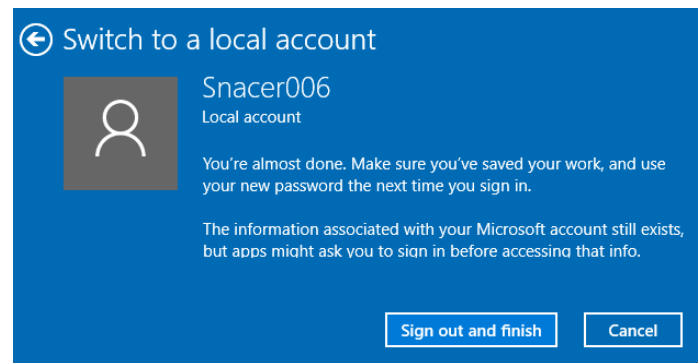 Switch to a local account
Snacer006
Local account
You're almost done. Make sure you've saved your work, and use
your new password the next time you sign in.
The information associated with your Microsoft account still exists,
but apps might ask you to sign in before accessing that info.
Sign out and finish
Cancel